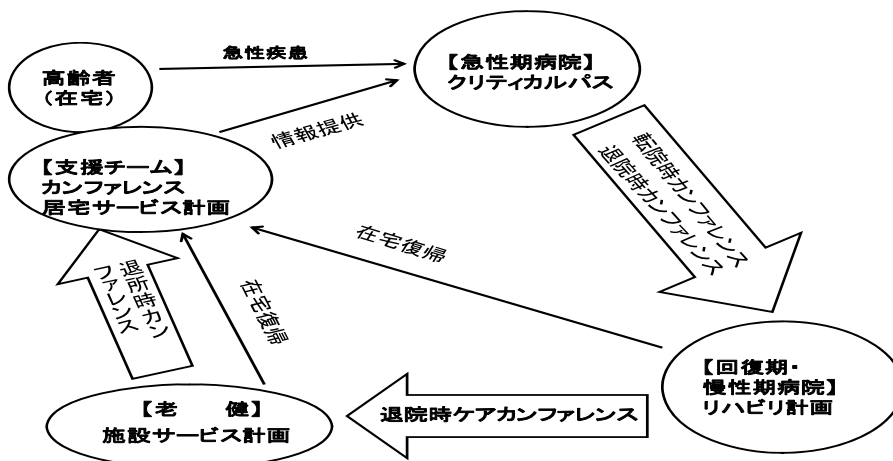 高齢者
（在宅）
急性疾患
【急性期病院】
クリティカルパス
情報提供
【支援チーム】
カンファレンス
居宅サービス計画
転院時カンファレンス
退院時カンファレンス
在宅復帰
退所時カン
ファレンス
在宅復帰
【回復期・
慢性期病院】
リハビリ計画
退院時ケアカンファレンス
【老　健】
施設サービス計画